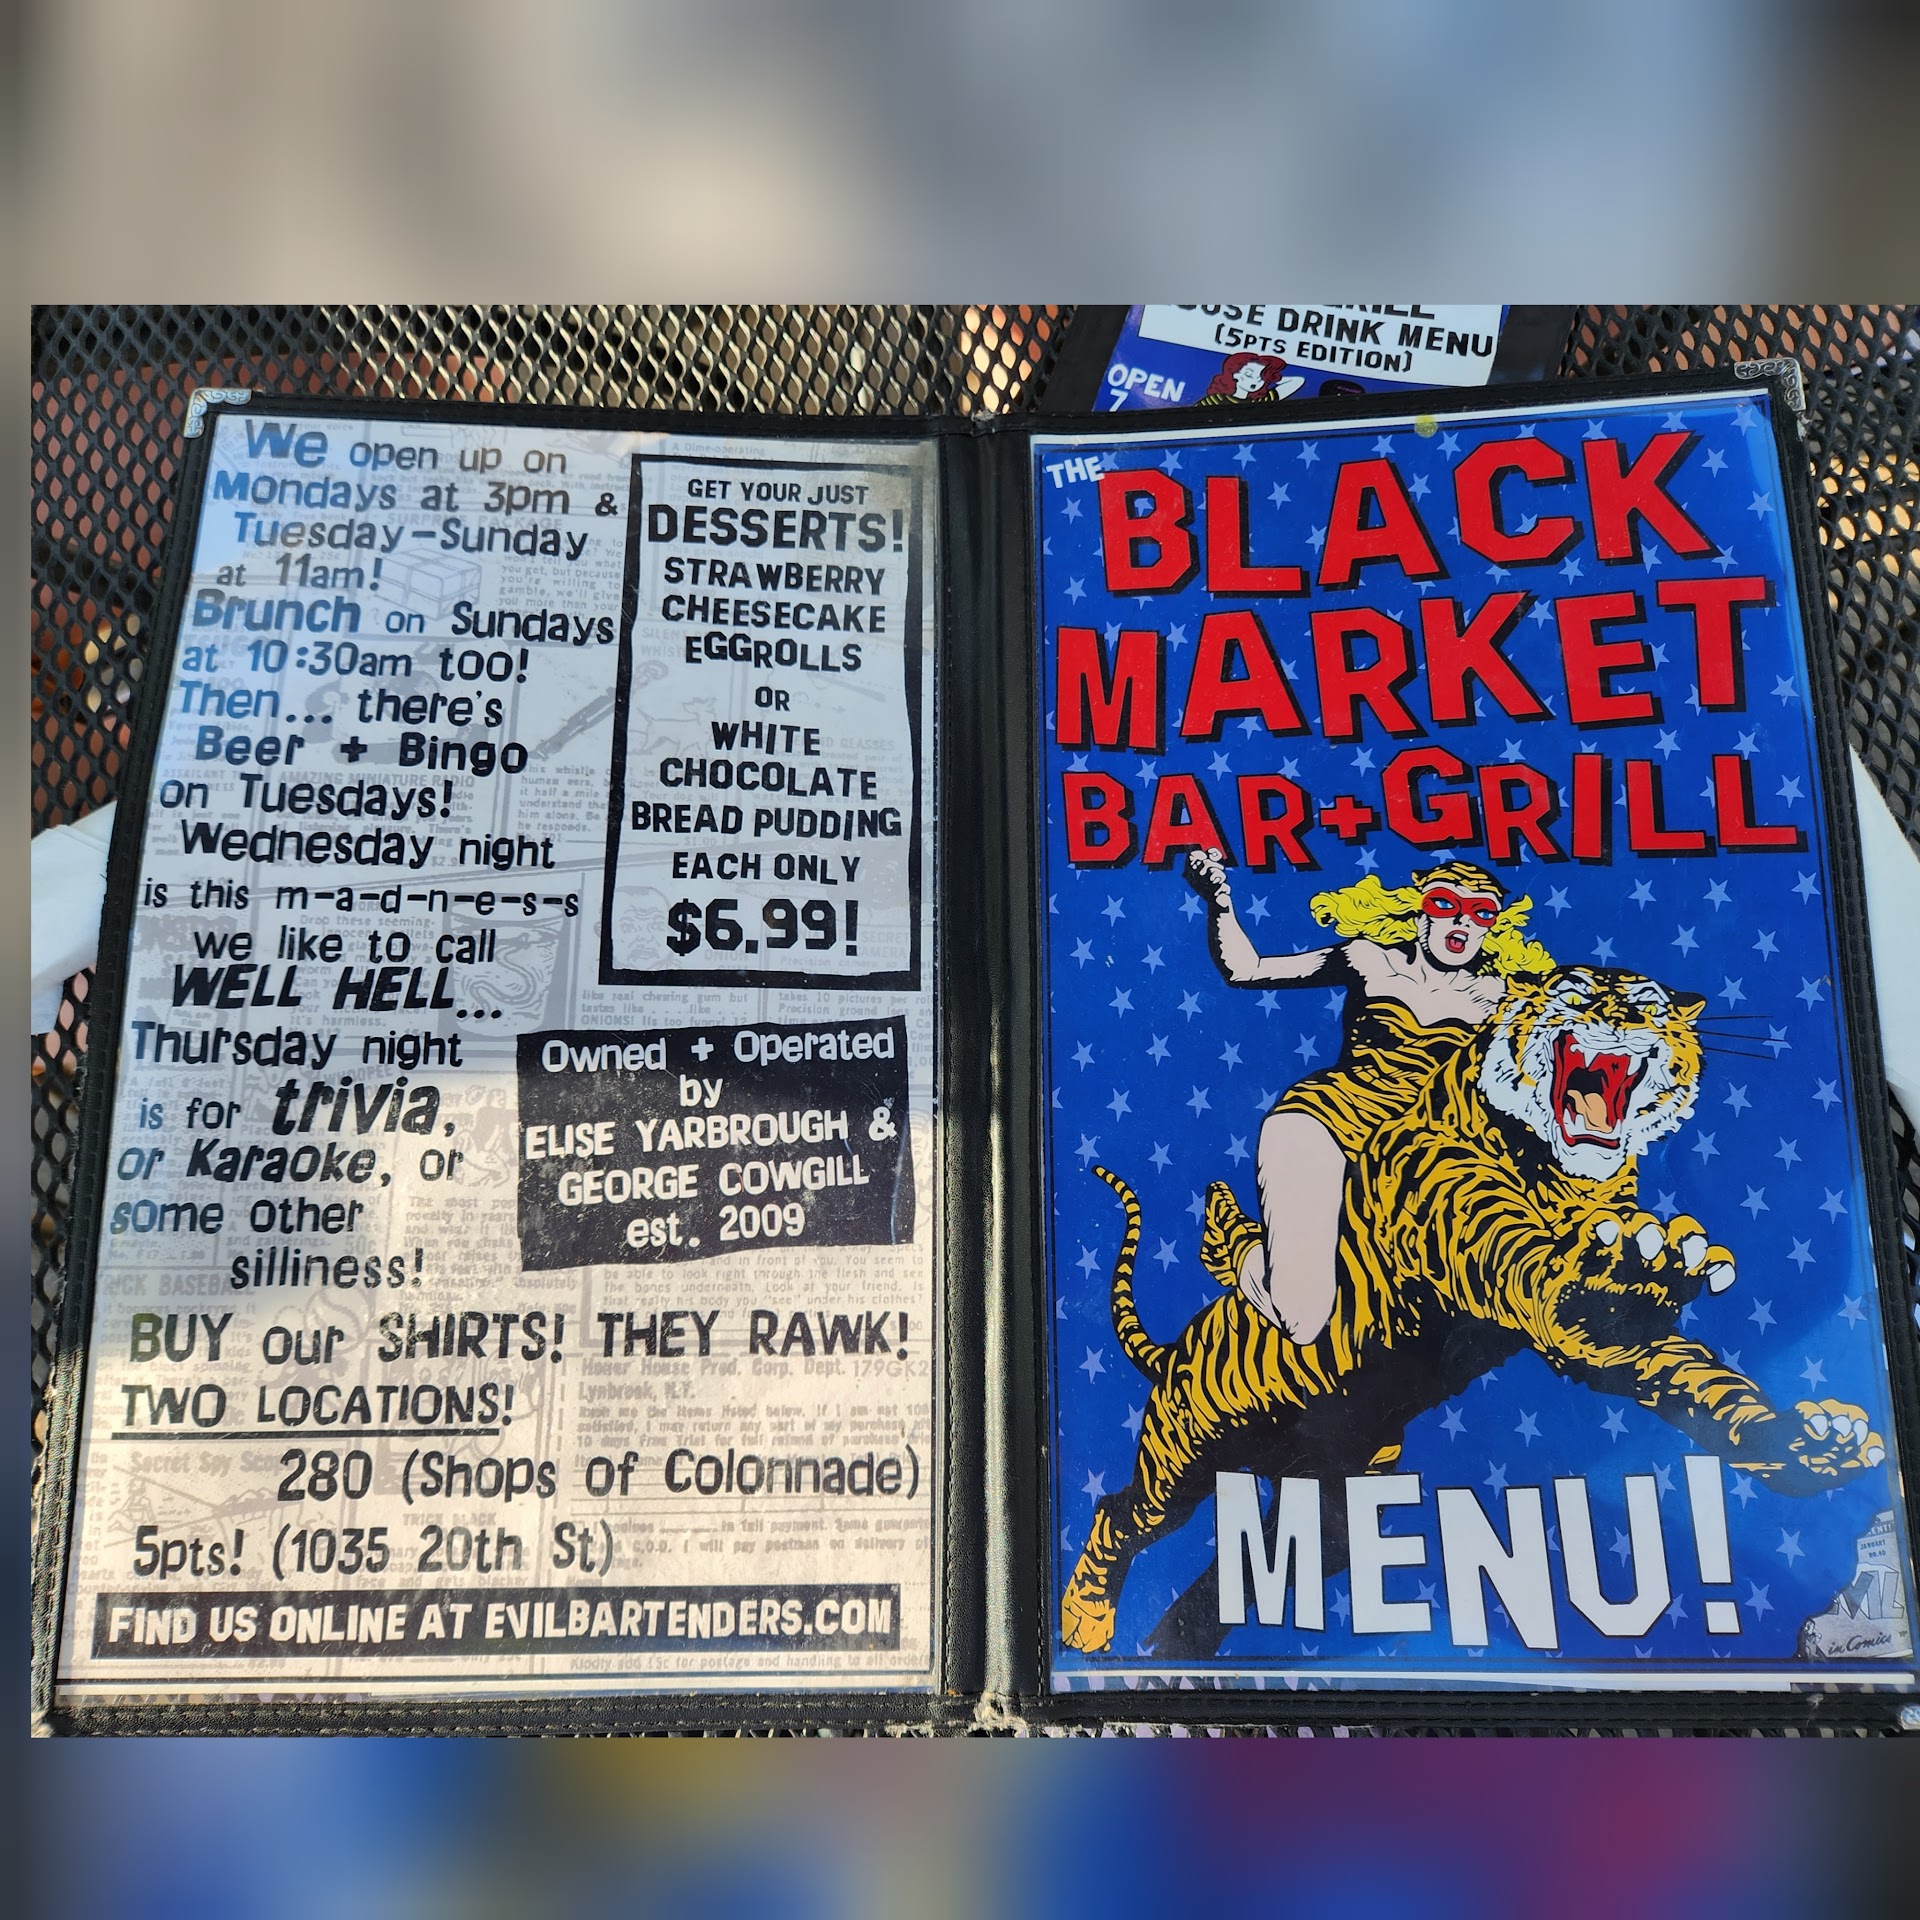 GRILL
USE DRINK MENU
(5PTS EDITION)
OPEN
7
We open up on
Mondays at 3pm &
Tuesday-Sunday
at 11am!
Brunch on Sundays
at 10:30am too!
Then... there's
Beer + Bingo
on Tuesdays!
Wednesday night
is this m-a-d-n-e-s-s
we like to call
WELL HELL...
Thursday night
is for trivia,
or Karaoke, or
some other
silliness!
GET YOUR JUST
DESSERTS!
STRAWBERRY
CHEESECAKE
EGGROLLS
OR
WHITE
CHOCOLATE
BREAD PUDDING
EACH ONLY
$6.99!
Owned + Operated
by
ELISE YARBROUGH &
GEORGE COWGILL
est. 2009
BUY our SHIRTS! THEY RAWK!
TWO LOCATIONS!
280 (Shops of Colonnade)
5pts! (1035 20th St)
FIND US ONLINE AT EVILBARTENDERS.COM
THE
BLACK
MARKET
BAR+GRILL
MENU!
in Comics